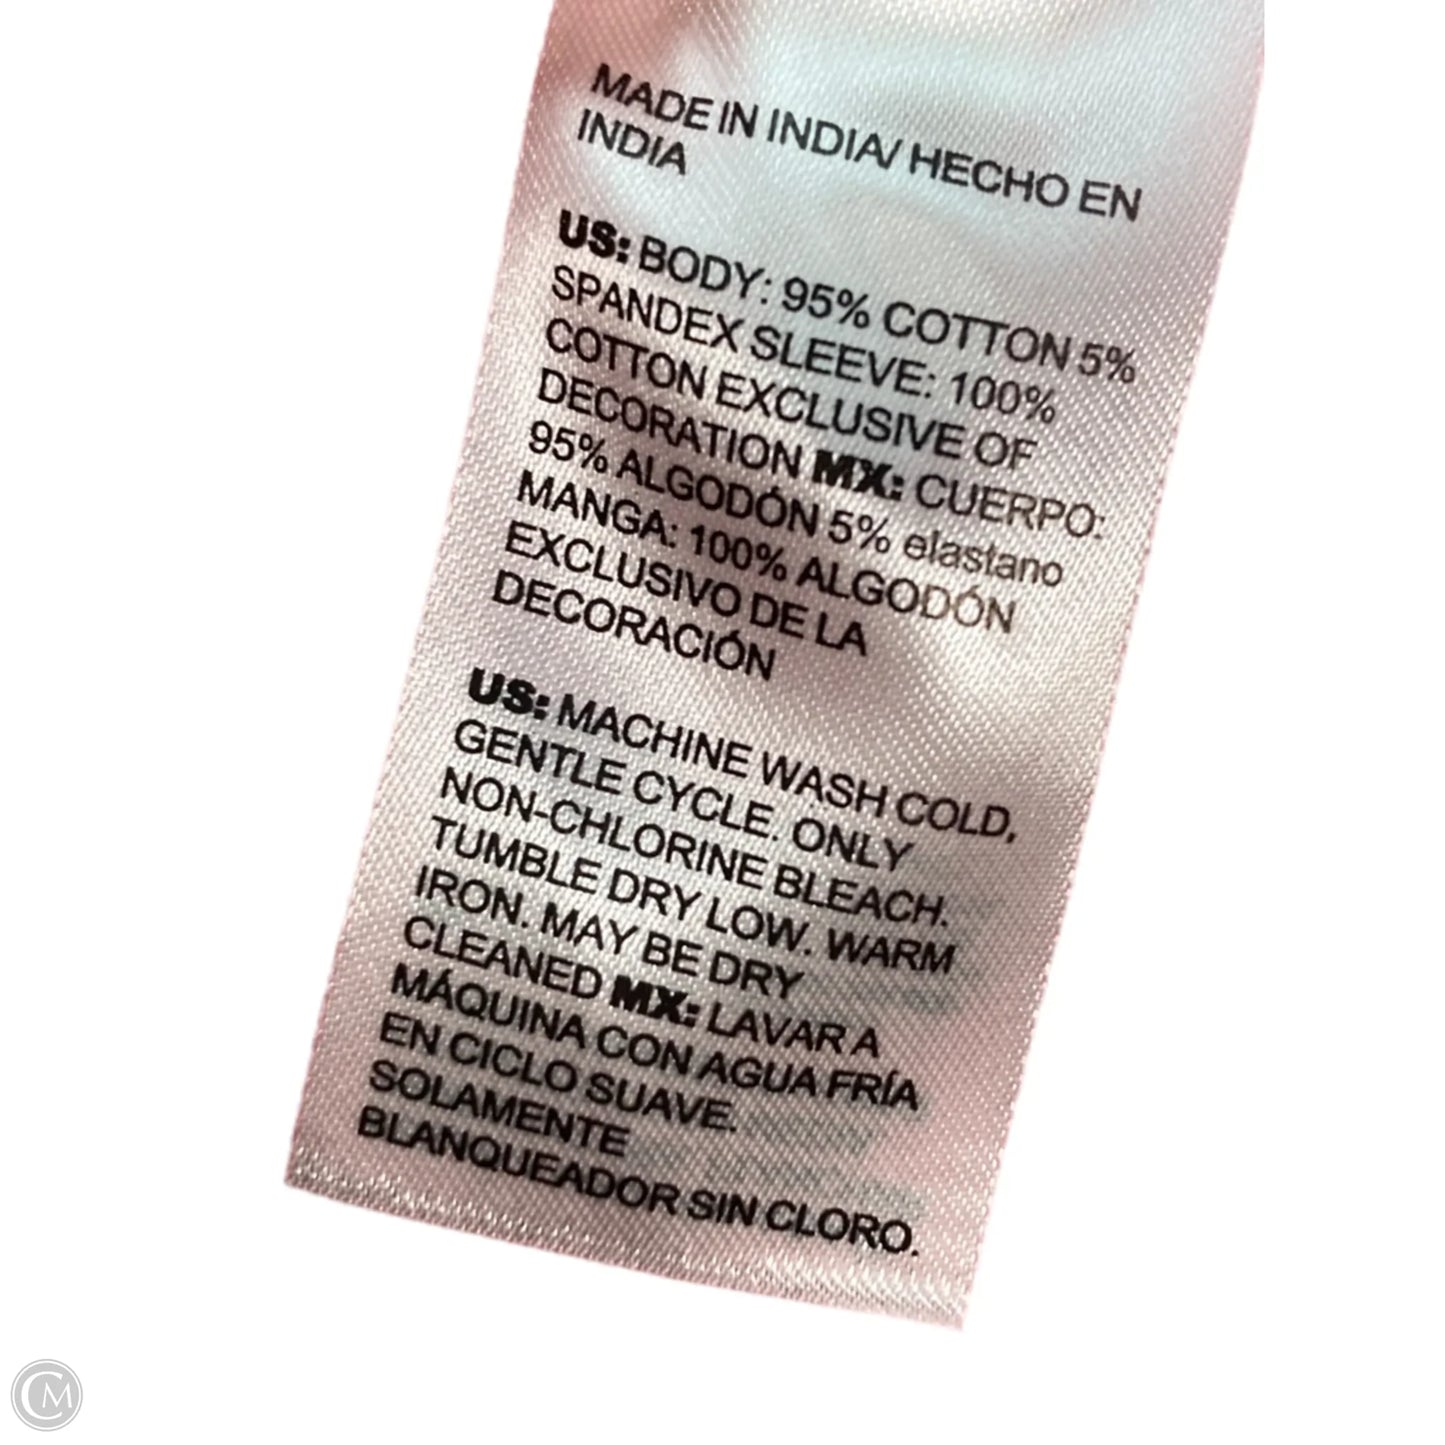 MADE IN INDIA/ HECHO EN
INDIA
US: BODY: 95% COTTON 5%
SPANDEX SLEEVE: 100%
COTTON EXCLUSIVE OF
DECORATION MX: CUERPO:
95% ALGODÓN 5% elastano
MANGA: 100% ALGODÓN
EXCLUSIVO DE LA
DECORACIÓN
US: MACHINE WASH COLD,
GENTLE CYCLE. ONLY
NON-CHLORINE BLEACH.
TUMBLE DRY LOW. WARM
IRON. MAY BE DRY
CLEANED MX: LAVAR A
MÁQUINA CON AGUA FRÍA
EN CICLO SUAVE.
SOLAMENTE
BLANQUEADOR SIN CLORO.
CM